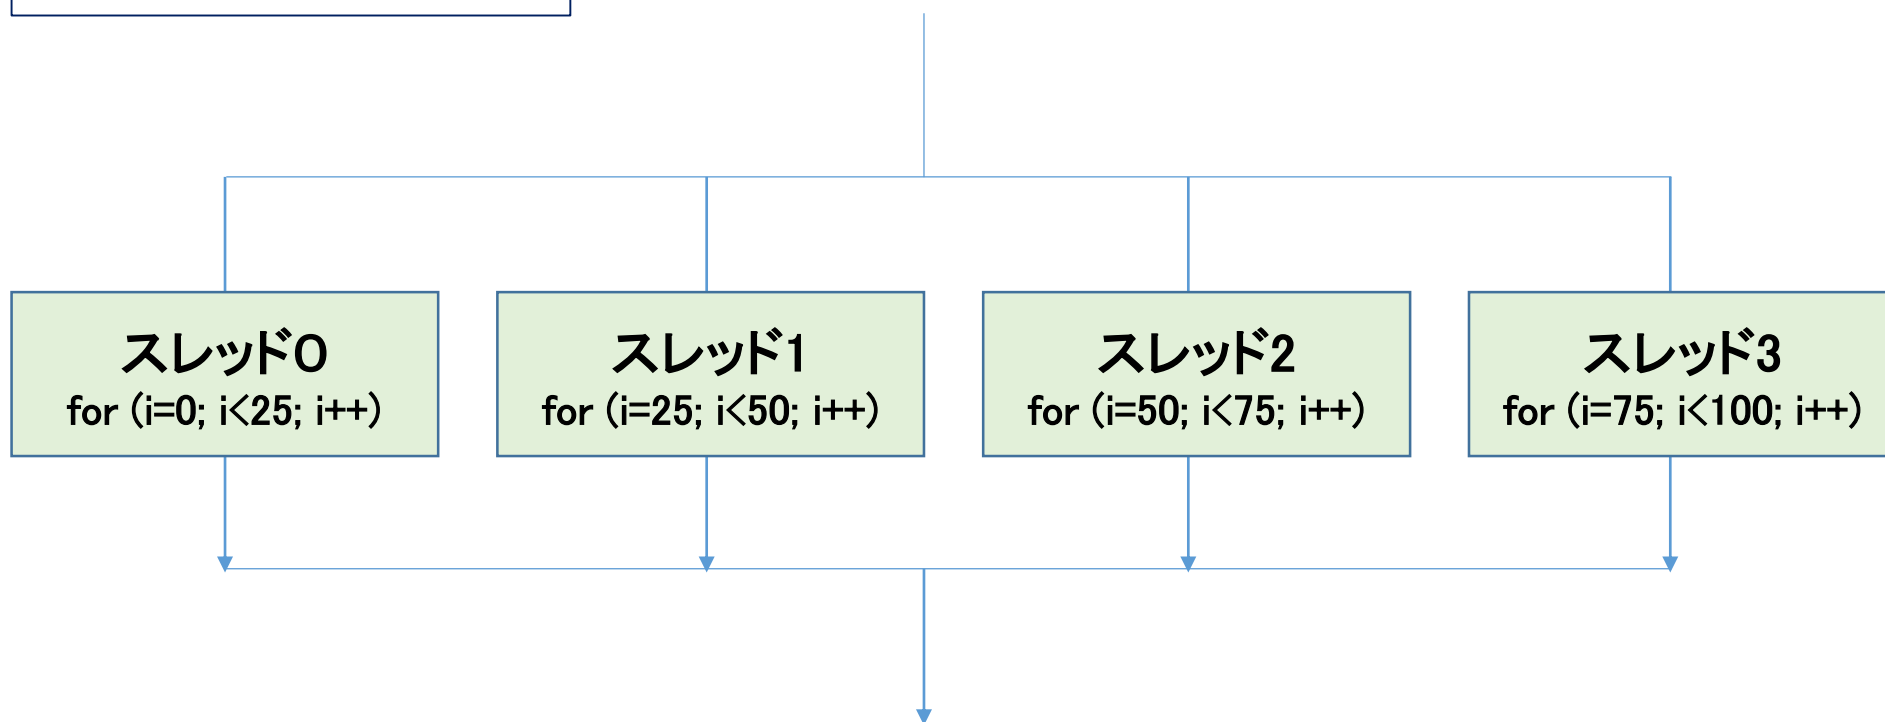 スレッド0
for (i=0; i<25; i++)
スレッド1
for (i=25; i<50; i++)
スレッド2
for (i=50; i<75; i++)
スレッド3
for (i=75; i<100; i++)